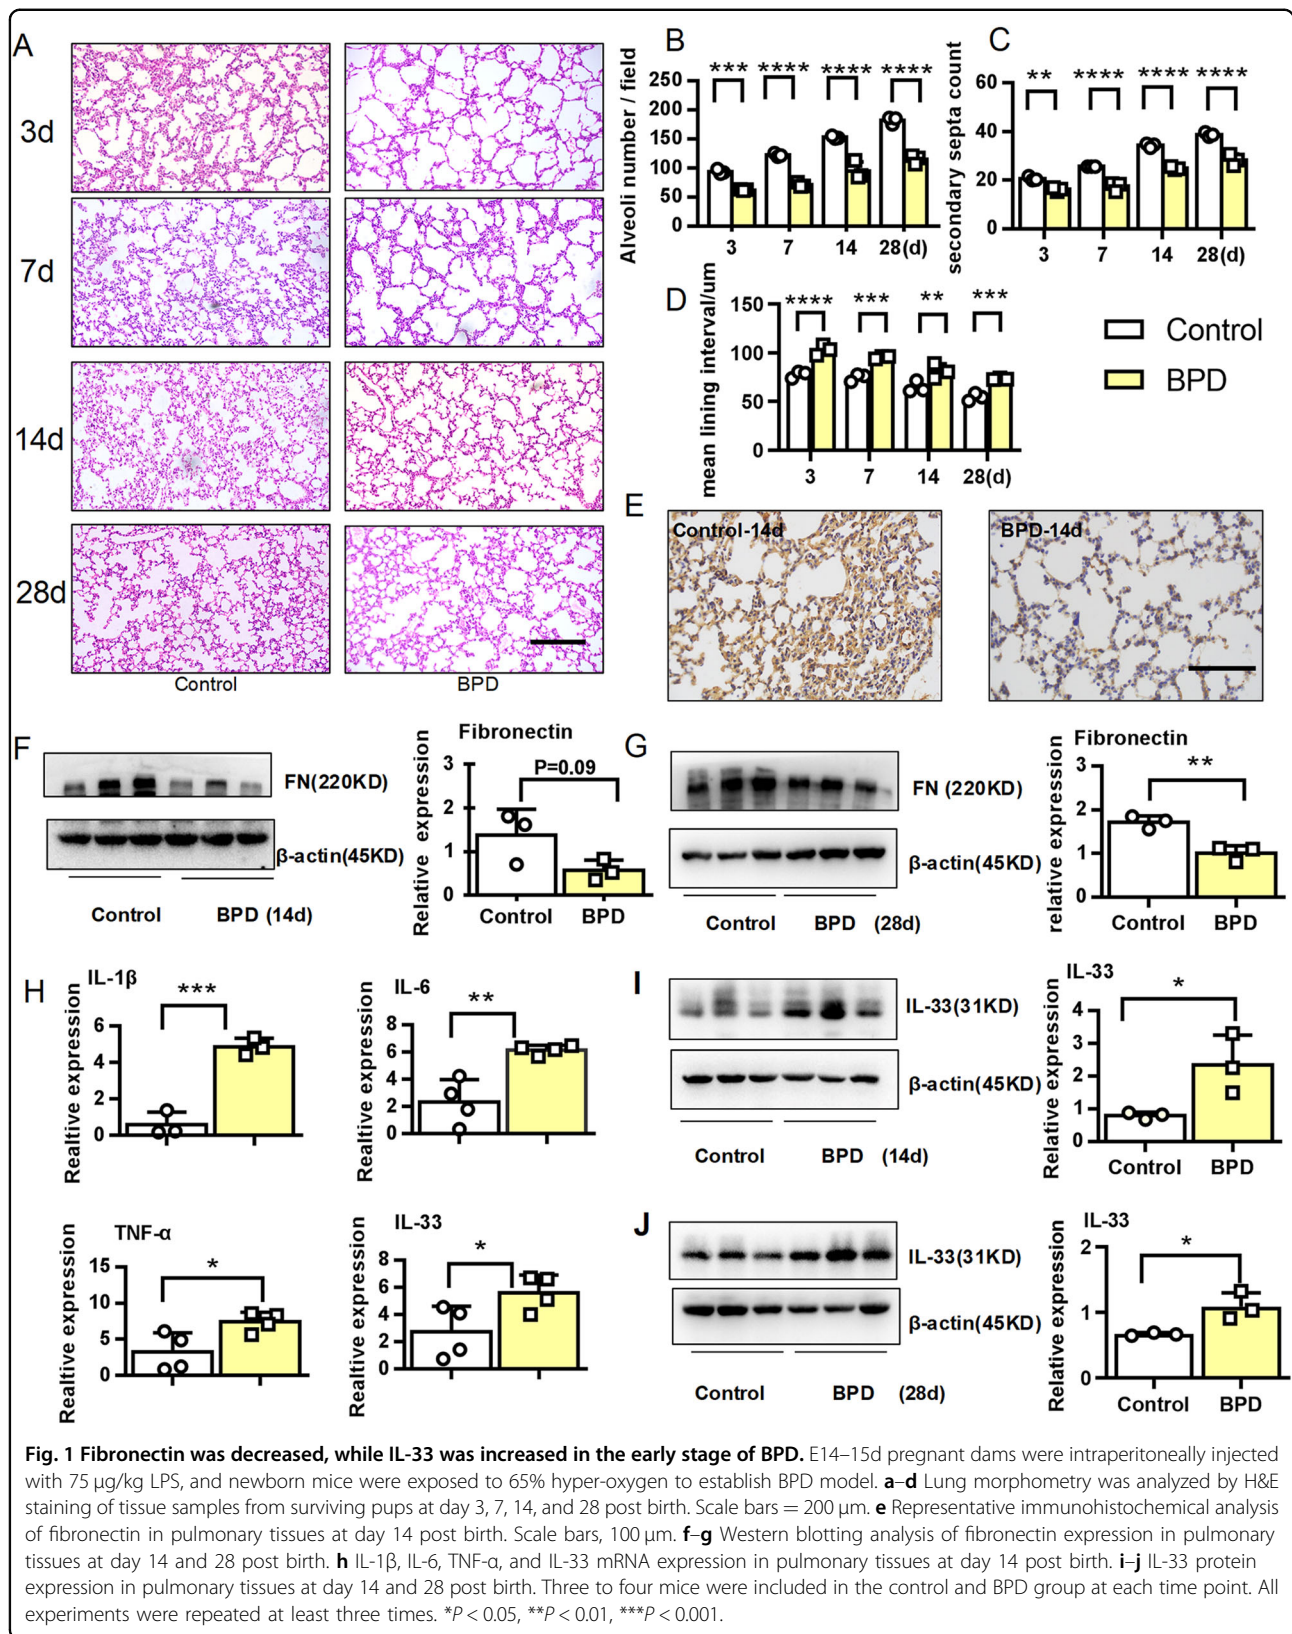 A
3d
7d
14d
28d
Control
BPD
B
Alveoli number / field
250
200
150
100
50
0
*** **** **** ****
3 7 14 28(d)
C
secondary septa count
60
40
20
0
** **** **** ****
3 7 14 28(d)
D
mean lining interval/um
150
100
50
0
**** *** ** ***
3 7 14 28(d)
Control
BPD
E
Control-14d
BPD-14d
F
FN(220KD)
β-actin(45KD)
Control BPD (14d)
Fibronectin
Relative expression
3
2
1
0
P=0.09
Control BPD
G
FN (220KD)
β-actin(45KD)
Control BPD (28d)
Fibronectin
relative expression
3
2
1
0
**
Control BPD
H
IL-1β
Realtive expression
6
4
2
0
***
IL-6
Relative expression
8
6
4
2
0
**
TNF-α
Realtive expression
15
10
5
0
*
IL-33
Realtive expression
8
6
4
2
0
*
I
IL-33(31KD)
β-actin(45KD)
Control BPD (14d)
IL-33
Relative expression
4
3
2
1
0
*
Control BPD
J
IL-33(31KD)
β-actin(45KD)
Control BPD (28d)
IL-33
Relative expression
2
1
0
*
Control BPD
Fig. 1 Fibronectin was decreased, while IL-33 was increased in the early stage of BPD. E14–15d pregnant dams were intraperitoneally injected
with 75 µg/kg LPS, and newborn mice were exposed to 65% hyper-oxygen to establish BPD model. a–d Lung morphometry was analyzed by H&E
staining of tissue samples from surviving pups at day 3, 7, 14, and 28 post birth. Scale bars = 200 µm. e Representative immunohistochemical analysis
of fibronectin in pulmonary tissues at day 14 post birth. Scale bars, 100 µm. f–g Western blotting analysis of fibronectin expression in pulmonary
tissues at day 14 and 28 post birth. h IL-1β, IL-6, TNF-α, and IL-33 mRNA expression in pulmonary tissues at day 14 post birth. i–j IL-33 protein
expression in pulmonary tissues at day 14 and 28 post birth. Three to four mice were included in the control and BPD group at each time point. All
experiments were repeated at least three times. *P < 0.05, **P < 0.01, ***P < 0.001.